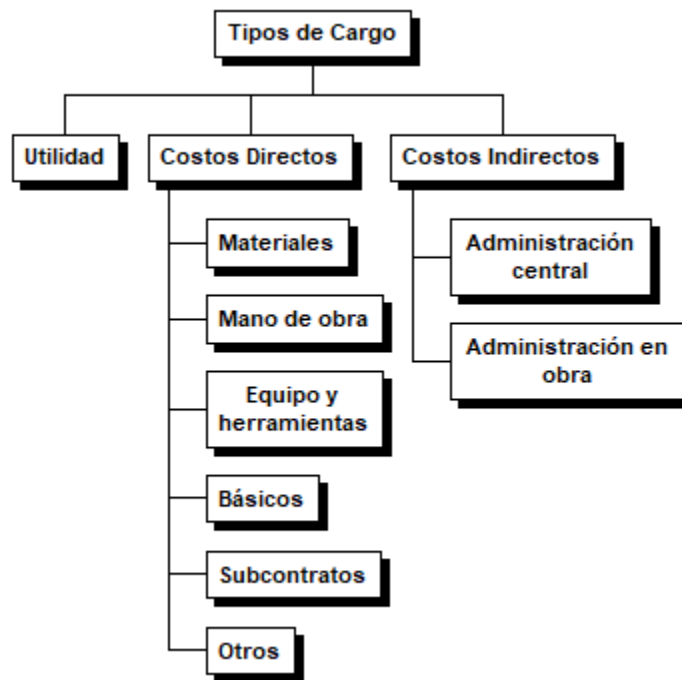 Tipos de Cargo
Utilidad
Costos Directos
Costos Indirectos
Materiales
Mano de obra
Equipo y
herramientas
Básicos
Subcontratos
Otros
Administración
central
Administración en
obra